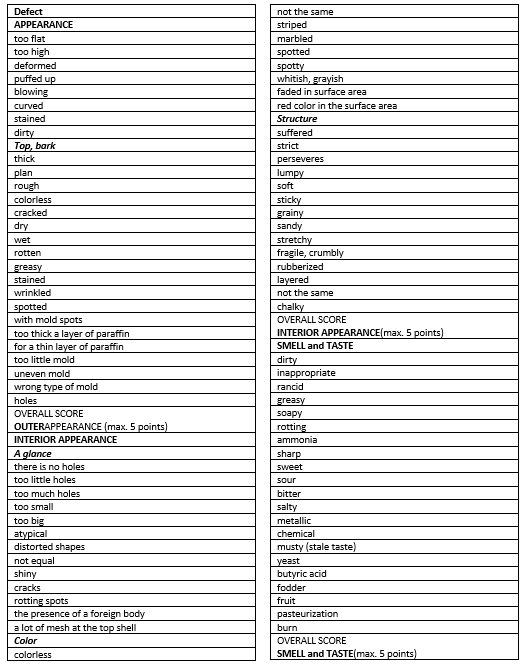 Defect
APPEARANCE
too flat
too high
deformed
puffed up
blowing
curved
stained
dirty
Top, bark
thick
plan
rough
colorless
cracked
dry
wet
rotten
greasy
stained
wrinkled
spotted
with mold spots
too thick a layer of paraffin
for a thin layer of paraffin
too little mold
uneven mold
wrong type of mold
holes
OVERALL SCORE
OUTERAPPEARANCE (max. 5 points)
INTERIOR APPEARANCE
A glance
there is no holes
too little holes
too much holes
too small
too big
atypical
distorted shapes
not equal
shiny
cracks
rotting spots
the presence of a foreign body
a lot of mesh at the top shell
Color
colorless
not the same
striped
marbled
spotted
spotty
whitish, grayish
faded in surface area
red color in the surface area
Structure
suffered
strict
perseveres
lumpy
soft
sticky
grainy
sandy
stretchy
fragile, crumbly
rubberized
layered
not the same
chalky
OVERALL SCORE
INTERIOR APPEARANCE(max. 5 points)
SMELL and TASTE
dirty
inappropriate
rancid
greasy
soapy
rotting
ammonia
sharp
sweet
sour
bitter
salty
metallic
chemical
musty (stale taste)
yeast
butyric acid
fodder
fruit
pasteurization
burn
OVERALL SCORE
SMELL and TASTE(max. 5 points)